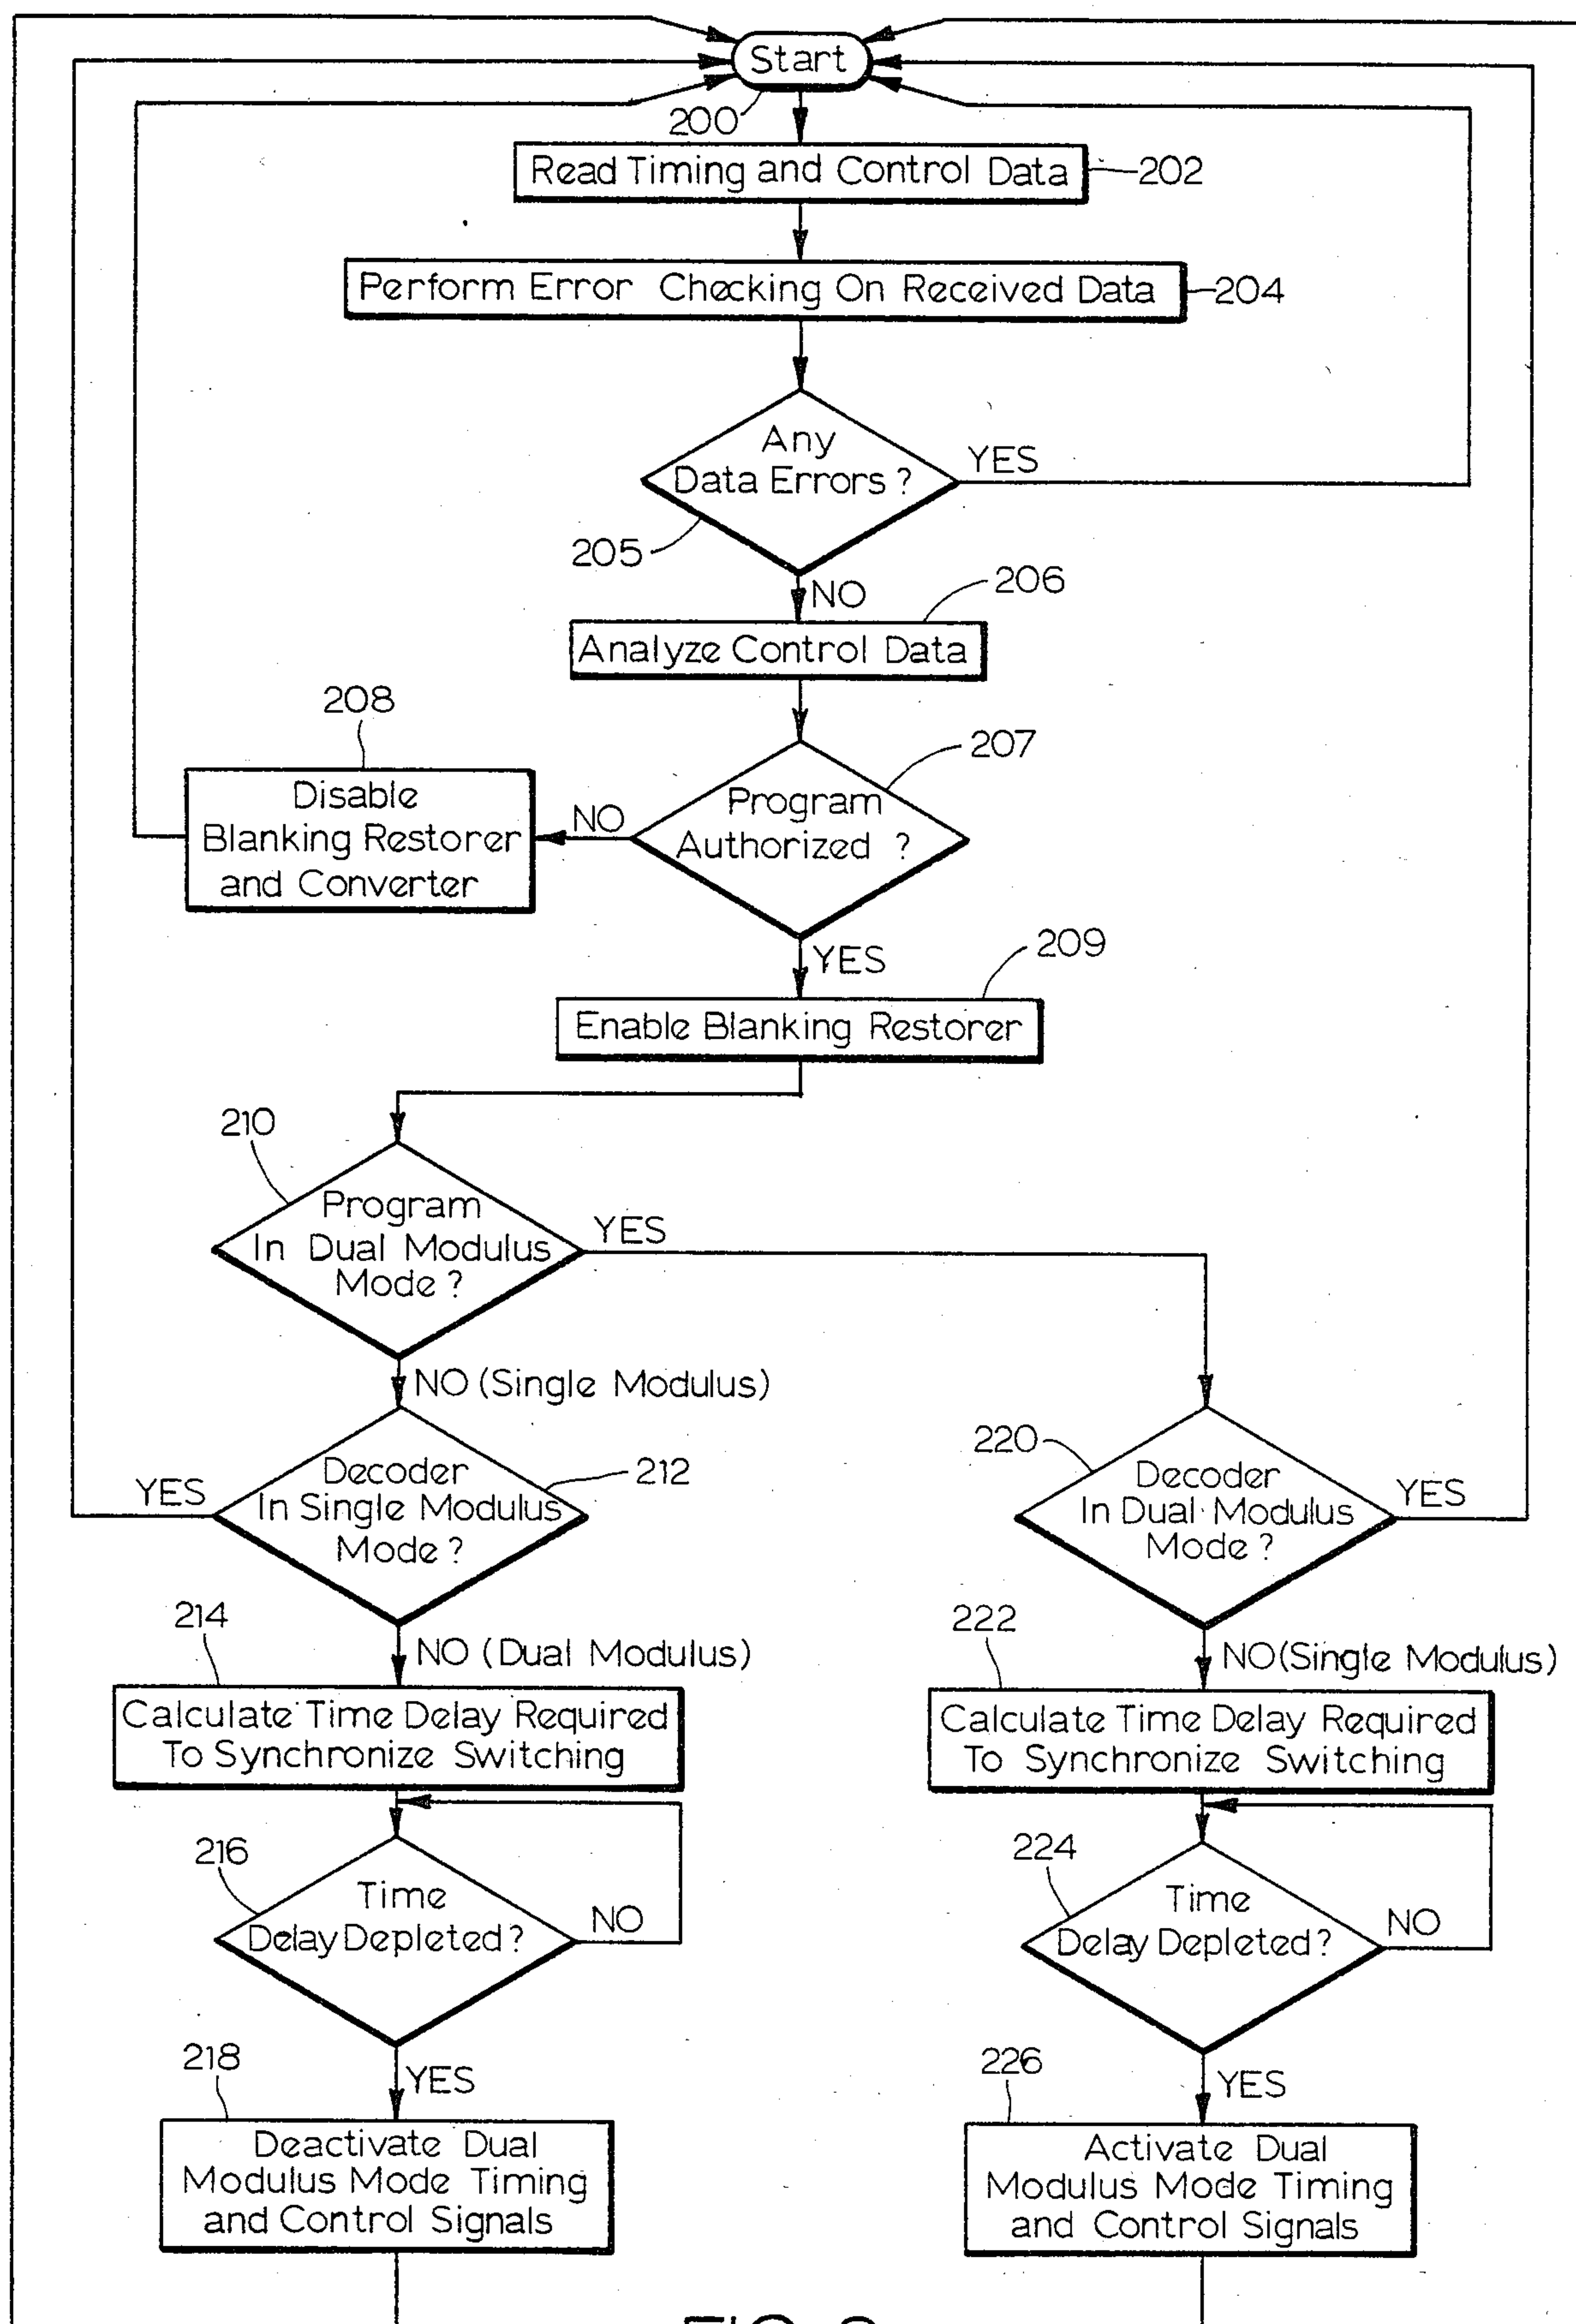 Start
200
Read Timing and Control Data
202
Perform Error Checking On Received Data
204
Any
Data Errors ?
YES
205
NO
206
Analyze Control Data
208
207
Disable
Blanking Restorer
and Converter
NO
Program
Authorized ?
YES
209
Enable Blanking Restorer
210
Program
In Dual Modulus
Mode ?
YES
NO (Single Modulus)
YES
Decoder
In Single Modulus
Mode ?
212
220
Decoder
In Dual Modulus
Mode ?
YES
214
NO (Dual Modulus)
222
NO (Single Modulus)
Calculate Time Delay Required
To Synchronize Switching
Calculate Time Delay Required
To Synchronize Switching
216
Time
Delay Depleted ?
NO
224
Time
Delay Depleted ?
NO
218
YES
226
YES
Deactivate Dual
Modulus Mode Timing
and Control Signals
Activate Dual
Modulus Mode Timing
and Control Signals